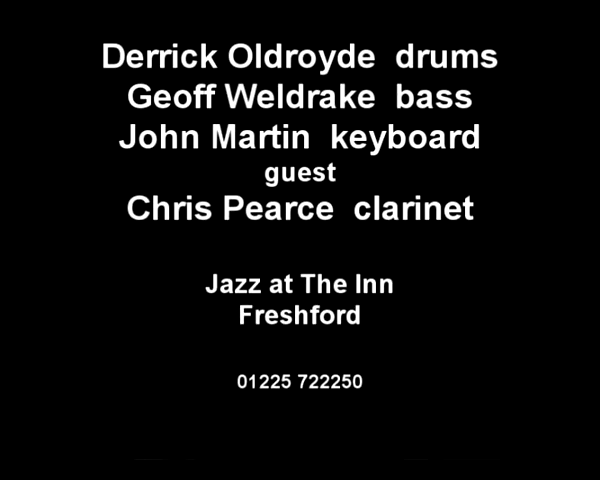 Derrick Oldroyde drums
Geoff Weldrake bass
John Martin keyboard
guest
Chris Pearce clarinet
Jazz at The Inn
Freshford
01225 722250